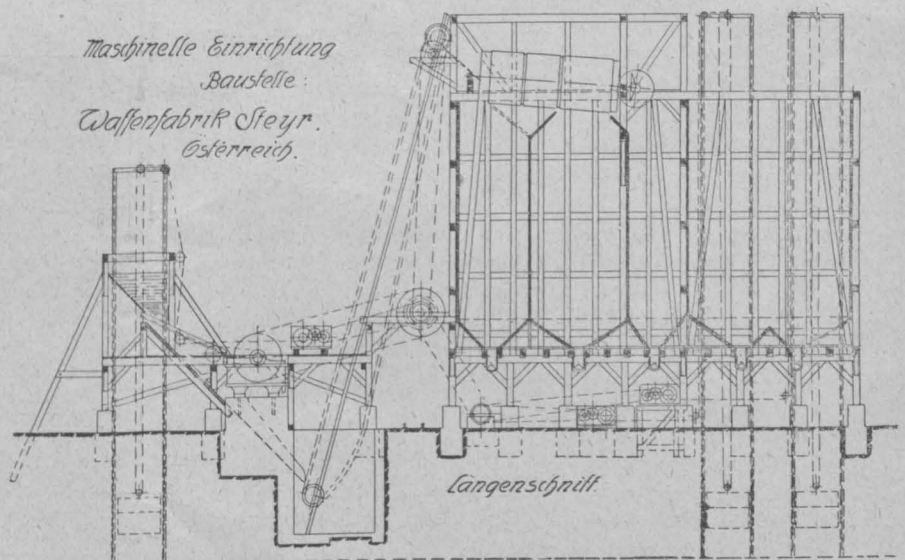 Maschinelle Einrichtung
Baustelle:
Waffenfabrik Steyr.
Österreich.
Längenschnitt.